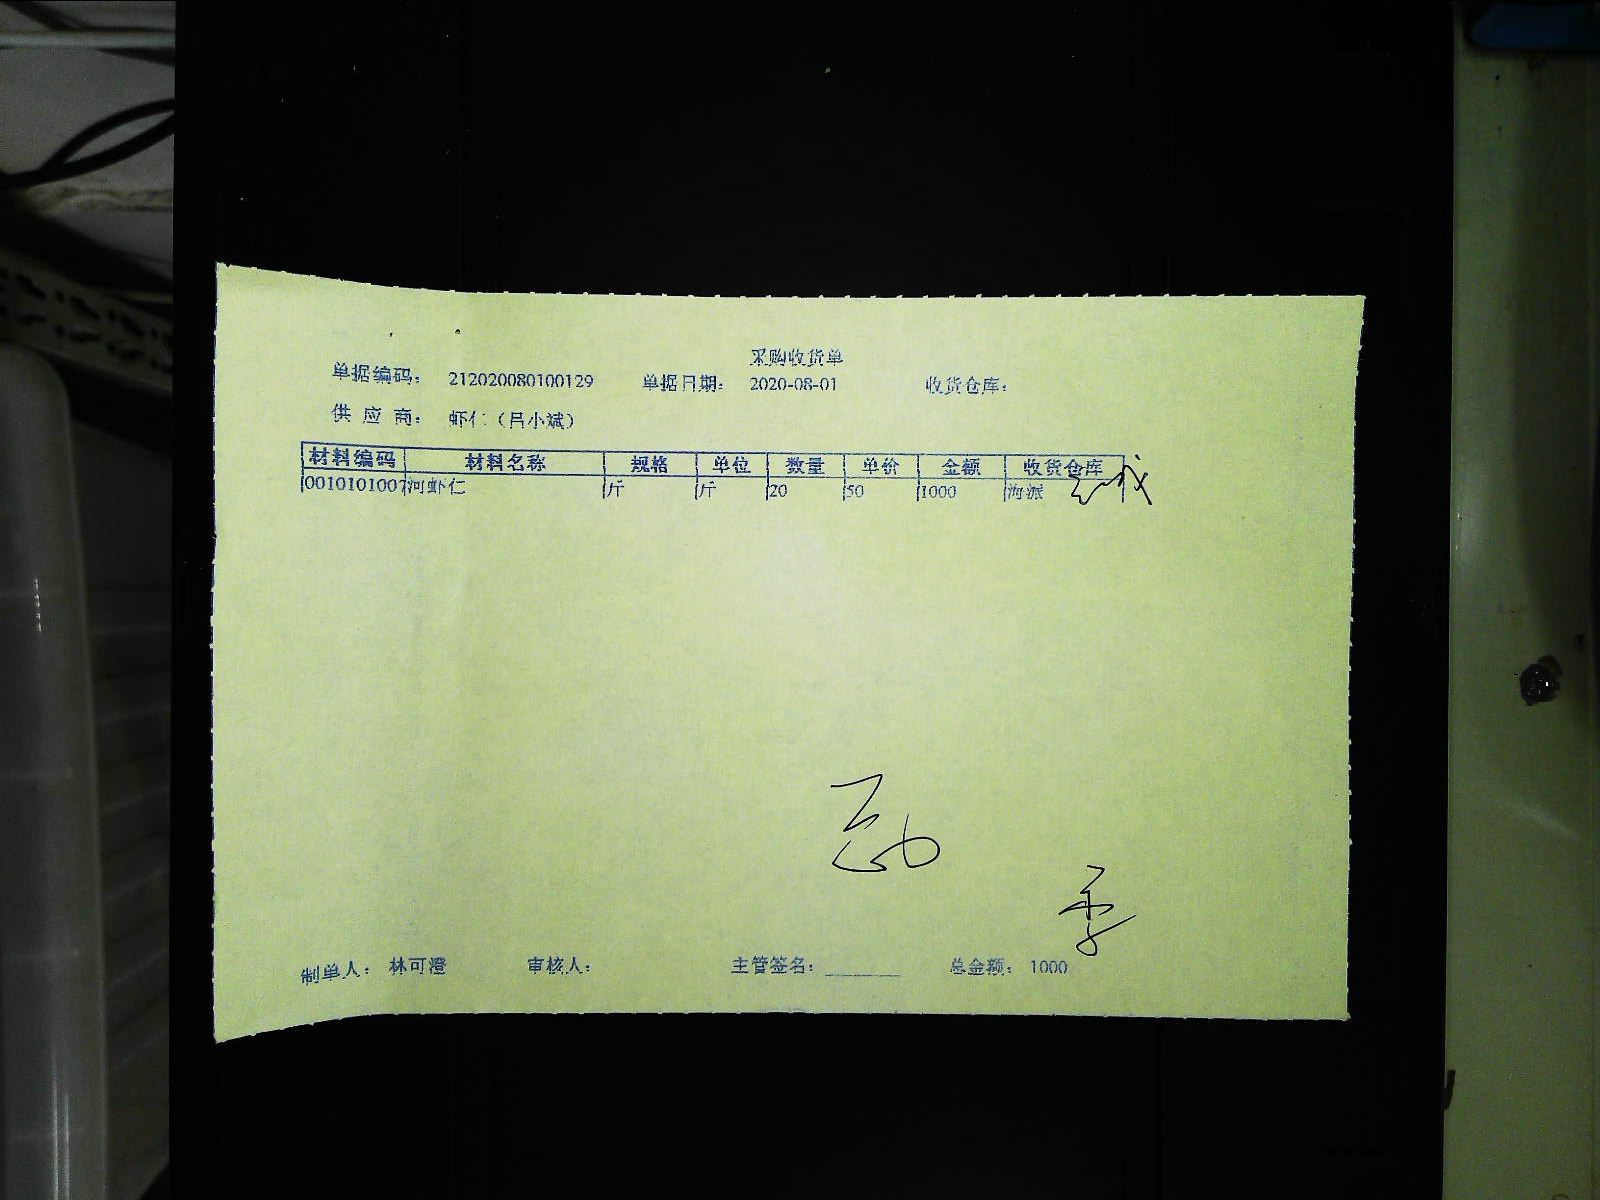 采购收货单
单据编码: 212020080100129 单据日期: 2020-08-01 收货仓库:
供应商: 虾仁(吕小斌)
材料编码 材料名称 规格 单位 数量 单价 金额 收货仓库
0010101007 河虾仁 斤 斤 20 50 1000 海派
制单人: 林可澄 审核人: 主管签名: 总金额: 1000